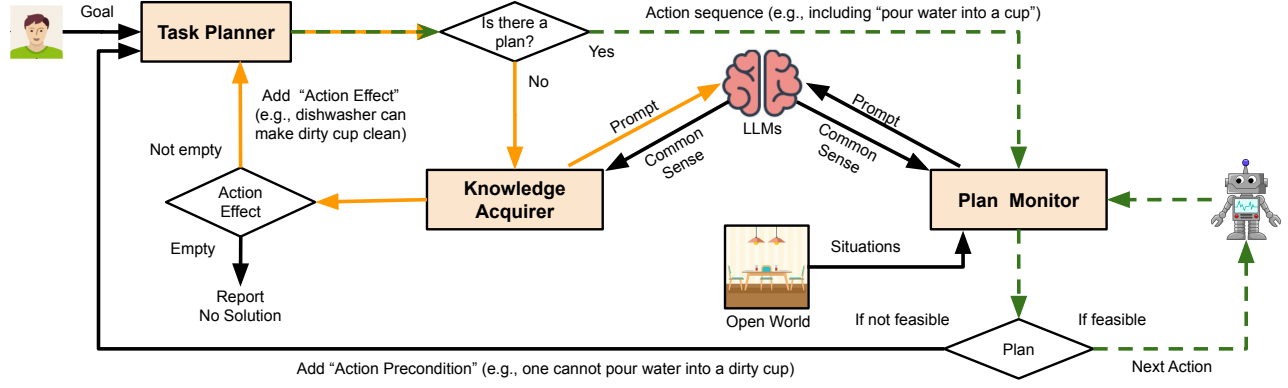 Goal
Task Planner
Is there a
plan?
Action sequence (e.g., including “pour water into a cup”)
Yes
No
Add “Action Effect”
(e.g., dishwasher can
make dirty cup clean)
Not empty
Prompt
Common
Sense
LLMs
Prompt
Common
Sense
Action
Effect
Knowledge
Acquirer
Plan Monitor
Empty
Situations
Report
No Solution
Open World
If not feasible
If feasible
Plan
Next Action
Add “Action Precondition” (e.g., one cannot pour water into a dirty cup)